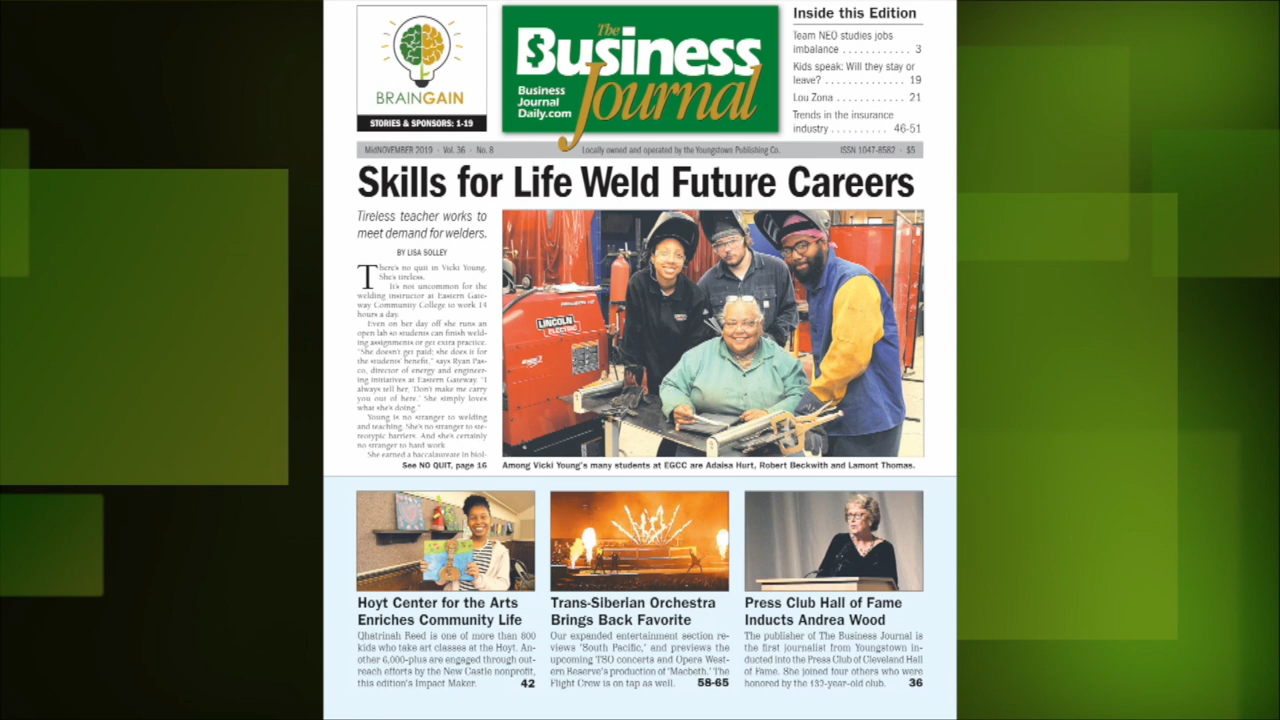 BRAINGAIN
STORIES & SPONSORS: 1-19
The
Business
Journal
Business
Journal
Daily.com
Inside this Edition
Team NEO studies jobs
imbalance . . . . . . . . . . . . 3
Kids speak: Will they stay or
leave? . . . . . . . . . . . . . . 19
Lou Zona . . . . . . . . . . . . 21
Trends in the insurance
industry . . . . . . . . . . 46-51
MidNOVEMBER 2019 · Vol. 36 · No. 8
Locally owned and operated by the Youngstown Publishing Co.
ISSN 1047-8582 · $5
Skills for Life Weld Future Careers
Tireless teacher works to
meet demand for welders.
BY LISA SOLLEY
There's no quit in Vicki Young.
She's tireless.
It's not uncommon for the
welding instructor at Eastern Gate-
way Community College to work 14
hours a day.
Even on her day off she runs an
open lab so students can finish weld-
ing assignments or get extra practice.
"She doesn't get paid; she does it for
the students' benefit," says Ryan Pas-
co, director of energy and engineer-
ing initiatives at Eastern Gateway. "I
always tell her, 'Don't make me carry
you out of here.' She simply loves
what she's doing."
Young is no stranger to welding
and teaching. She's no stranger to ste-
reotypic barriers. And she's certainly
no stranger to hard work.
She earned a baccalaureate in biol-
See NO QUIT, page 16
LINCOLN
ELECTRIC
Among Vicki Young's many students at EGCC are Adaisa Hurt, Robert Beckwith and Lamont Thomas.
Hoyt Center for the Arts
Enriches Community Life
Qhatrinah Reed is one of more than 800
kids who take art classes at the Hoyt. An-
other 6,000-plus are engaged through out-
reach efforts by the New Castle nonprofit,
this edition's Impact Maker. 42
Trans-Siberian Orchestra
Brings Back Favorite
Our expanded entertainment section re-
views 'South Pacific,' and previews the
upcoming TSO concerts and Opera West-
ern Reserve's production of 'Macbeth.' The
Flight Crew is on tap as well. 58-65
Press Club Hall of Fame
Inducts Andrea Wood
The publisher of The Business Journal is
the first journalist from Youngstown in-
ducted into the Press Club of Cleveland Hall
of Fame. She joined four others who were
honored by the 132-year-old club. 36